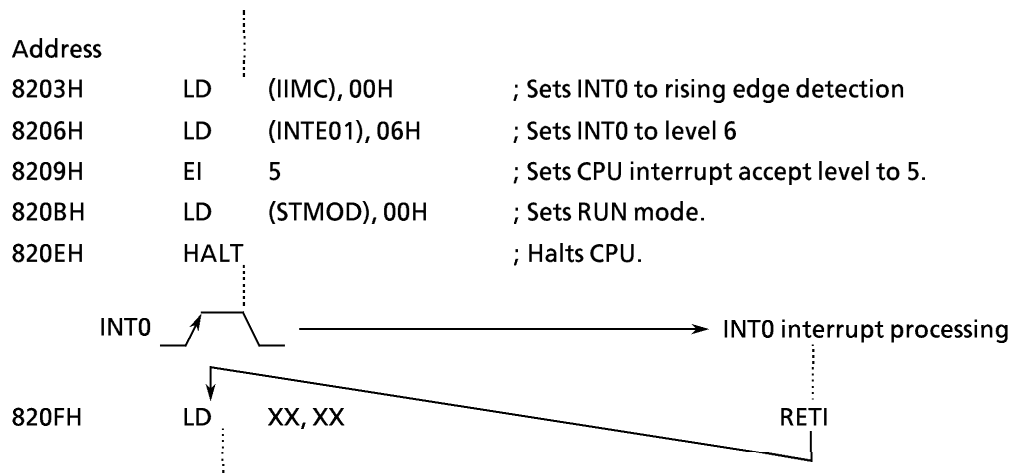 Address
8203H LD (IIMC), 00H ; Sets INT0 to rising edge detection
8206H LD (INTE01), 06H ; Sets INT0 to level 6
8209H EI 5 ; Sets CPU interrupt accept level to 5.
820BH LD (STMOD), 00H ; Sets RUN mode.
820EH HALT ; Halts CPU.
INT0 INT0 interrupt processing
820FH LD XX, XX RETI